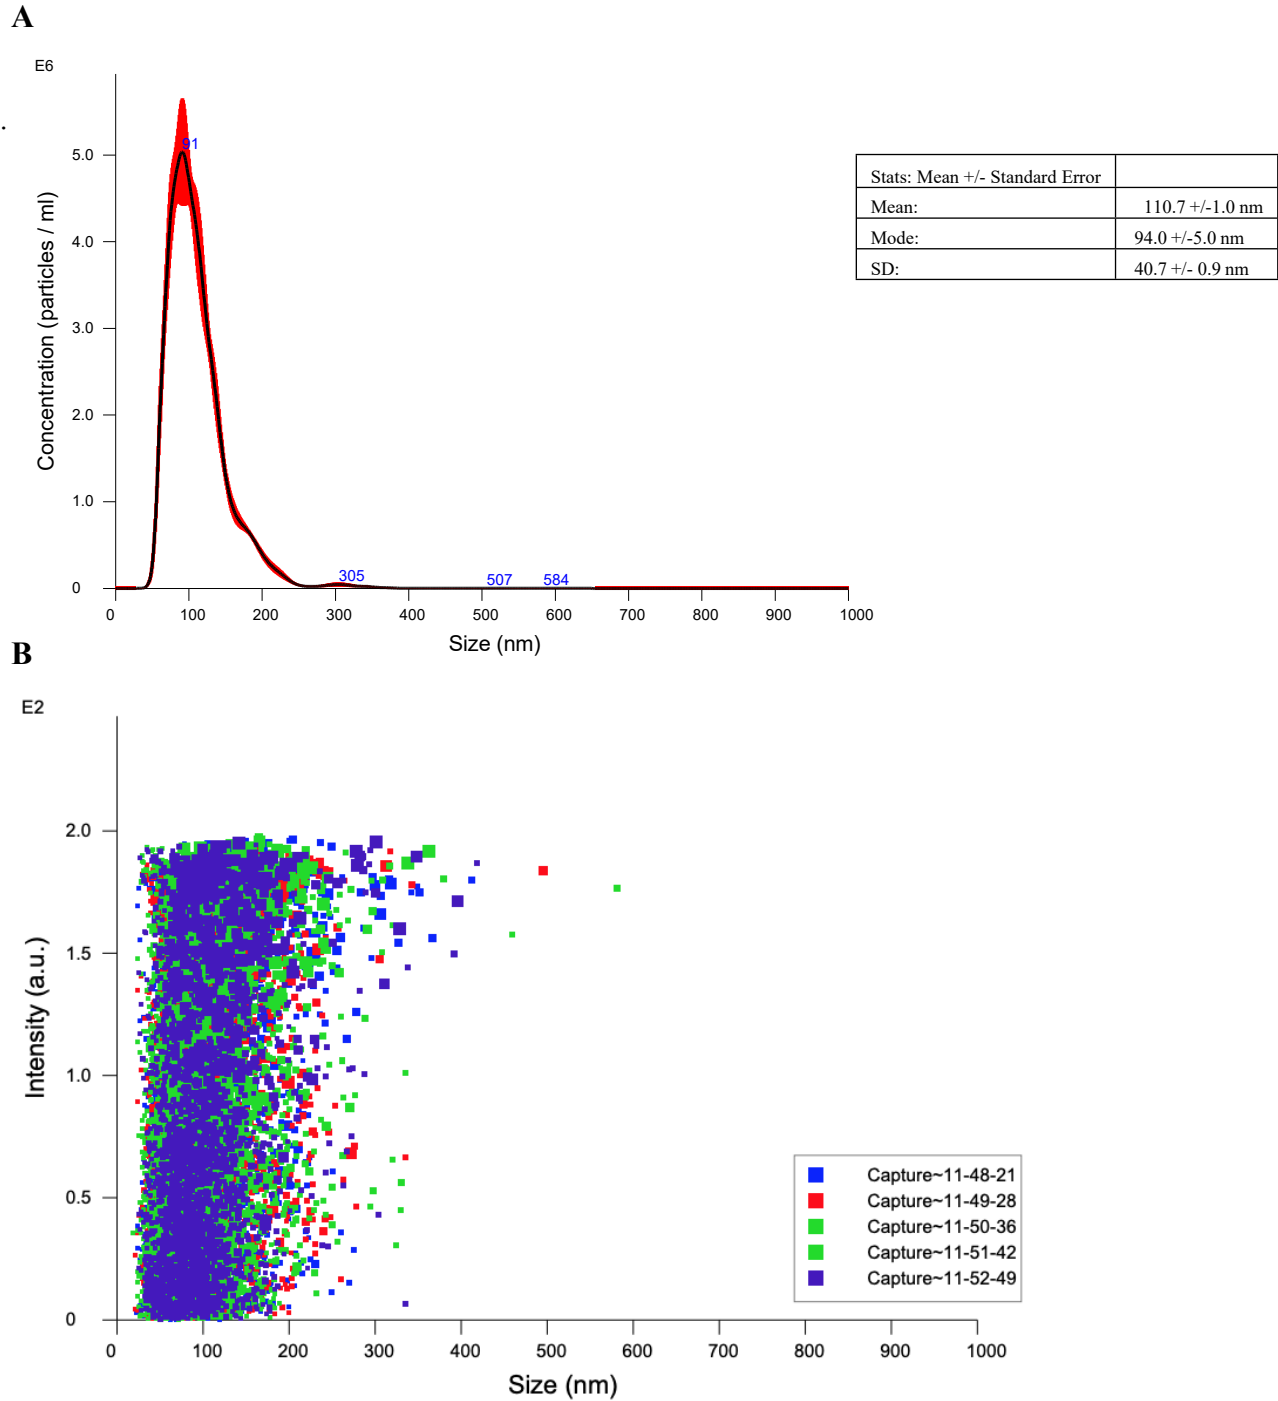 A
E6
.
91
5.0
4.0
3.0
2.0
1.0
0
Concentration (particles / ml)
305
507
584
0 100 200 300 400 500 600 700 800 900 1000
Size (nm)
Stats: Mean +/- Standard Error
Mean: 110.7 +/-1.0 nm
Mode: 94.0 +/-5.0 nm
SD: 40.7 +/- 0.9 nm
B
E2
2.0
1.5
1.0
0.5
0
Intensity (a.u.)
Capture~11-48-21
Capture~11-49-28
Capture~11-50-36
Capture~11-51-42
Capture~11-52-49
0 100 200 300 400 500 600 700 800 900 1000
Size (nm)